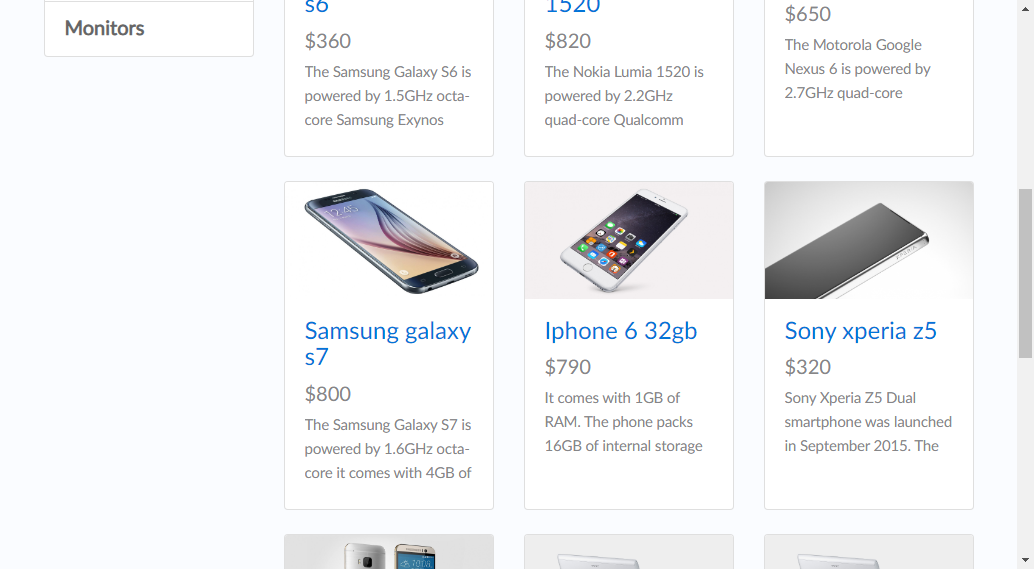 Monitors
s6
$360
The Samsung Galaxy S6 is
powered by 1.5GHz octa-
core Samsung Exynos
1520
$820
The Nokia Lumia 1520 is
powered by 2.2GHz
quad-core Qualcomm
$650
The Motorola Google
Nexus 6 is powered by
2.7GHz quad-core
Samsung galaxy
s7
$800
The Samsung Galaxy S7 is
powered by 1.6GHz octa-
core it comes with 4GB of
Iphone 6 32gb
$790
It comes with 1GB of
RAM. The phone packs
16GB of internal storage
XPERIA
Sony xperia z5
$320
Sony Xperia Z5 Dual
smartphone was launched
in September 2015. The